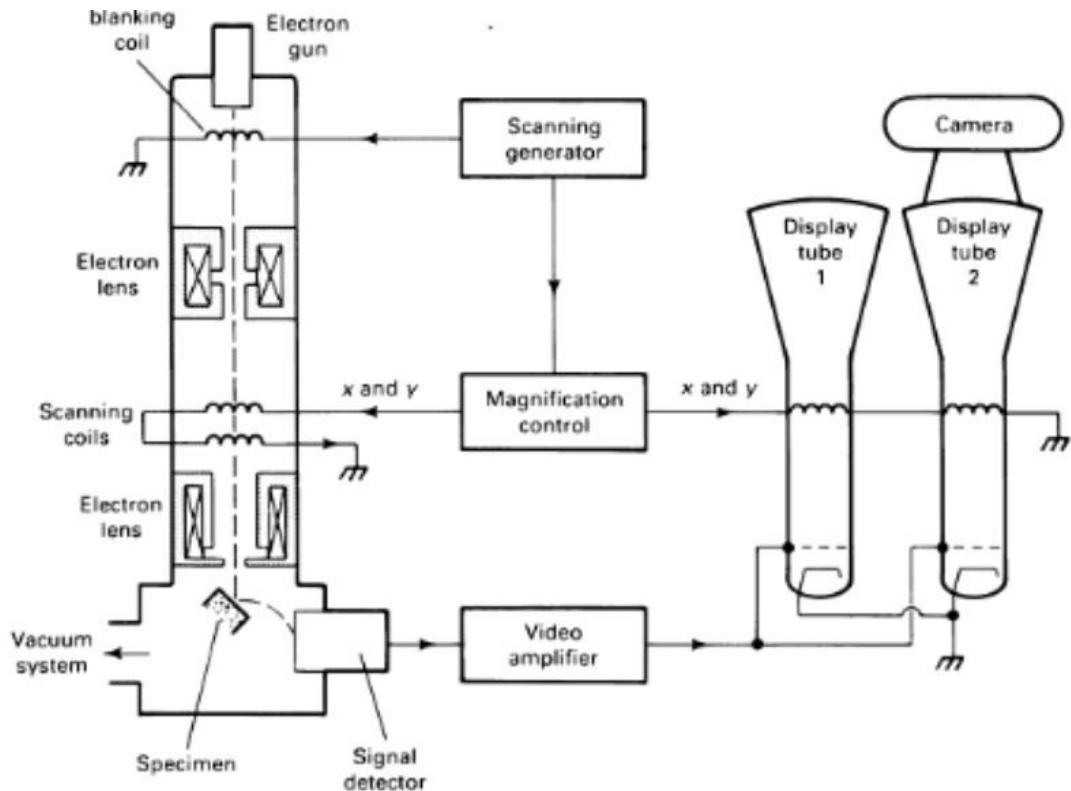 blanking
coil
Electron
gun
Scanning
generator
Camera
Display
tube
1
Display
tube
2
Electron
lens
x and y
Magnification
control
x and y
Scanning
coils
Electron
lens
Vacuum
system
Video
amplifier
Specimen
Signal
detector